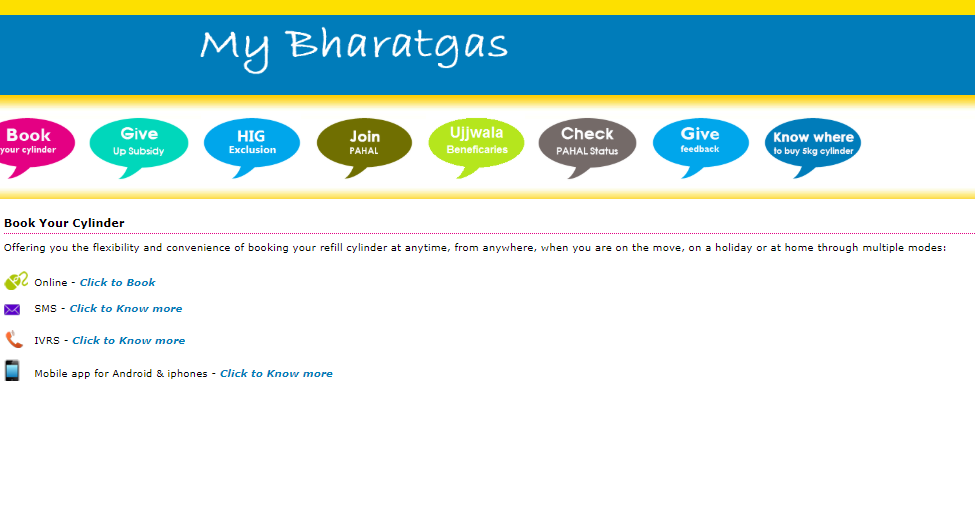 My Bharatgas
Book
your cylinder
Give
Up Subsidy
HIG
Exclusion
Join
PAHAL
Ujjwala
Beneficaries
Check
PAHAL Status
Give
feedback
Know where
to buy 5kg cylinder
Book Your Cylinder
Offering you the flexibility and convenience of booking your refill cylinder at anytime, from anywhere, when you are on the move, on a holiday or at home through multiple modes:
Online - Click to Book
SMS - Click to Know more
IVRS - Click to Know more
Mobile app for Android & iphones - Click to Know more